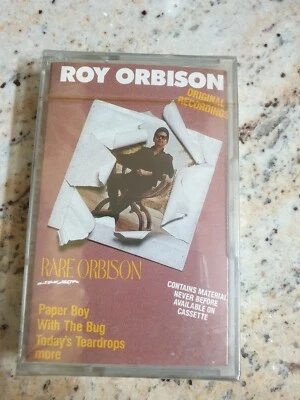 ROY ORBISON
ORIGINAL
RECORDINGS
RARE ORBISON
CONTAINS MATERIAL
NEVER BEFORE
AVAILABLE ON
CASSETTE
Paper Boy
With The Bug
Today's Teardrops
more